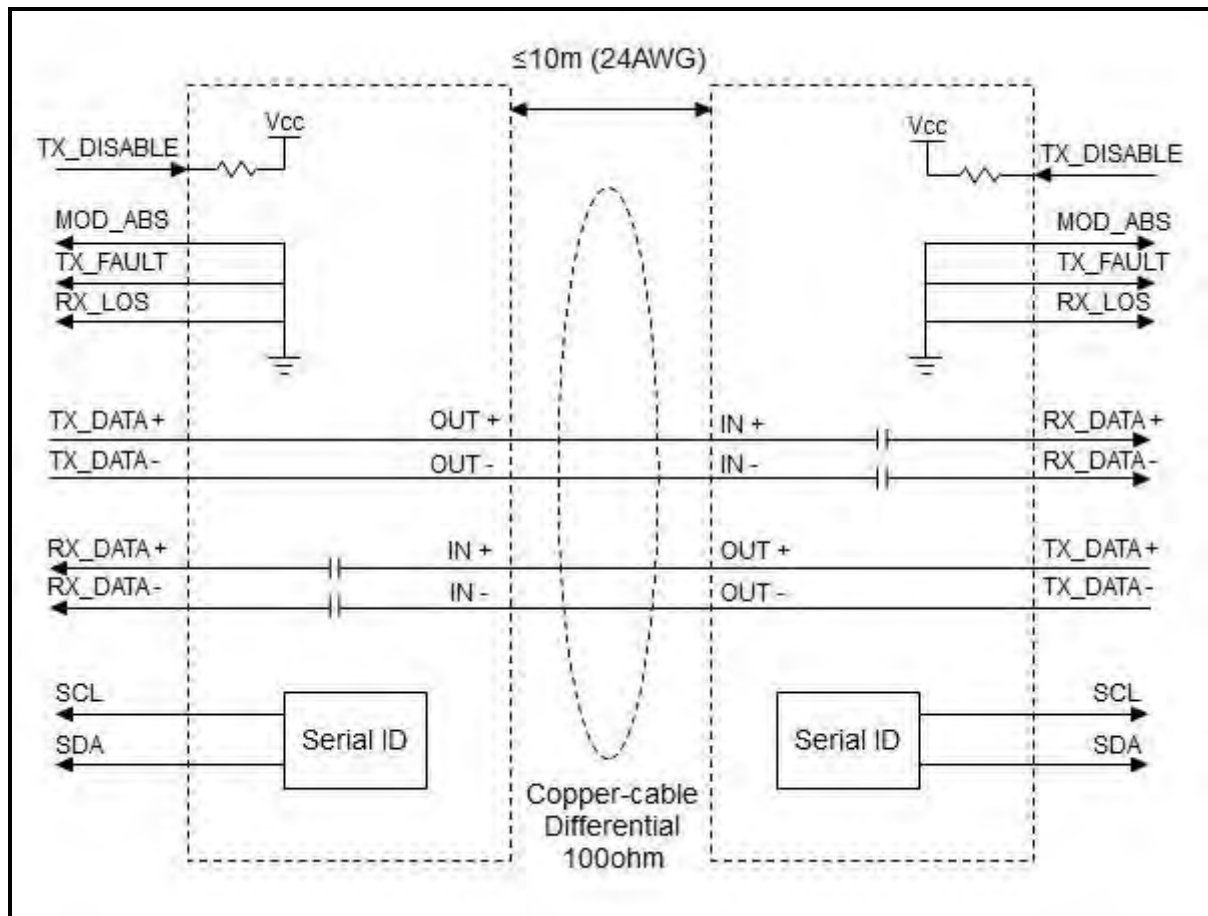 ≤10m (24AWG)
Vcc
Vcc
TX_DISABLE
TX_DISABLE
MOD_ABS
MOD_ABS
TX_FAULT
TX_FAULT
RX_LOS
RX_LOS
TX_DATA+
OUT +
IN +
RX_DATA+
TX_DATA-
OUT -
IN -
RX_DATA-
RX_DATA+
IN +
OUT +
TX_DATA+
RX_DATA-
IN -
OUT -
TX_DATA-
SCL
SCL
Serial ID
Serial ID
SDA
SDA
Copper-cable
Differential
100ohm